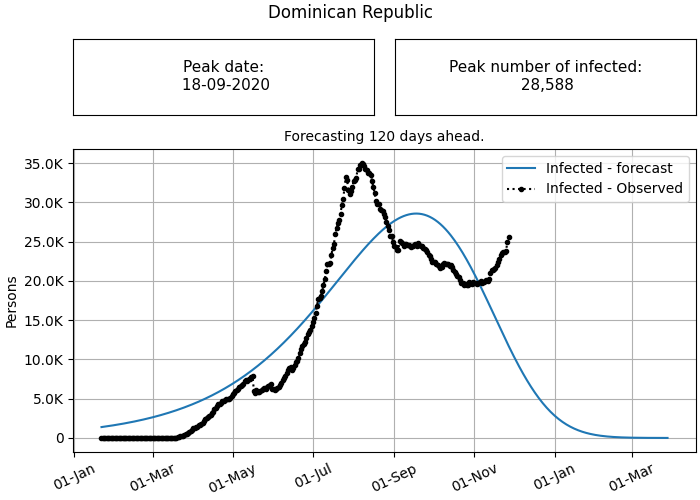 Dominican Republic
Peak date:
18-09-2020
Peak number of infected:
28,588
Forecasting 120 days ahead.
35.0K
30.0K
25.0K
20.0K
15.0K
10.0K
5.0K
0
Persons
Infected - forecast
Infected - Observed
01-Jan
01-Mar
01-May
01-Jul
01-Sep
01-Nov
01-Jan
01-Mar